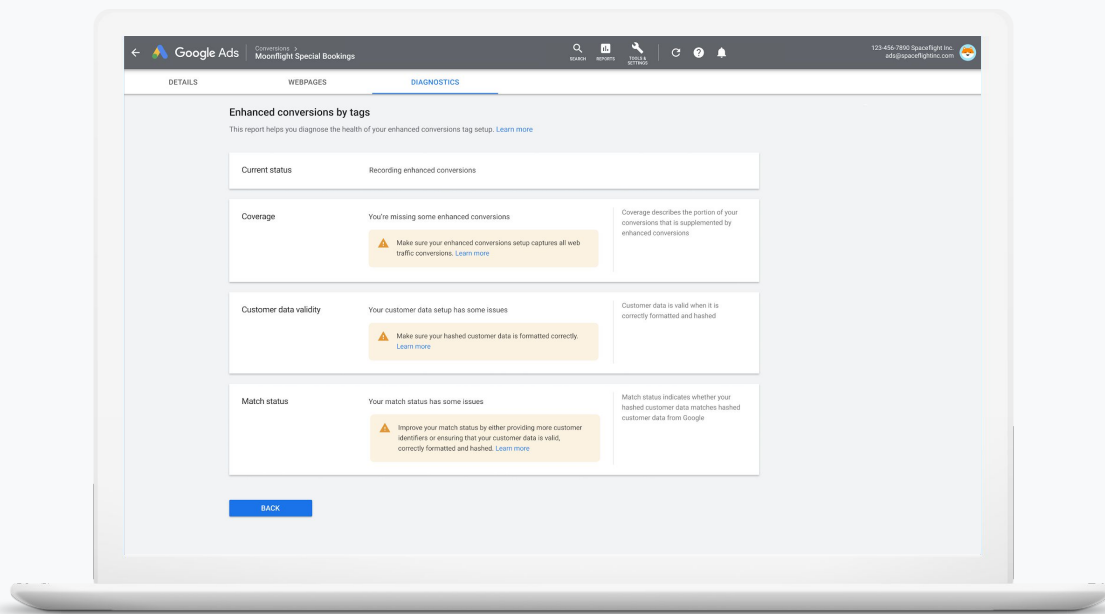 Google Ads
Conversions >
Moonflight Special Bookings
SEARCH
REPORTS
TOOLS &
SETTINGS
123-456-7890 Spaceflight Inc.
ads@spaceflightinc.com
DETAILS
WEBPAGES
DIAGNOSTICS
Enhanced conversions by tags
This report helps you diagnose the health of your enhanced conversions tag setup. Learn more
Current status
Recording enhanced conversions
Coverage
You're missing some enhanced conversions
Make sure your enhanced conversions setup captures all web
traffic conversions. Learn more
Coverage describes the portion of your
conversions that is supplemented by
enhanced conversions
Customer data validity
Your customer data setup has some issues
Make sure your hashed customer data is formatted correctly.
Learn more
Customer data is valid when it is
correctly formatted and hashed
Match status
Your match status has some issues
Improve your match status by either providing more customer
identifiers or ensuring that your customer data is valid,
correctly formatted and hashed. Learn more
Match status indicates whether your
hashed customer data matches hashed
customer data from Google
BACK